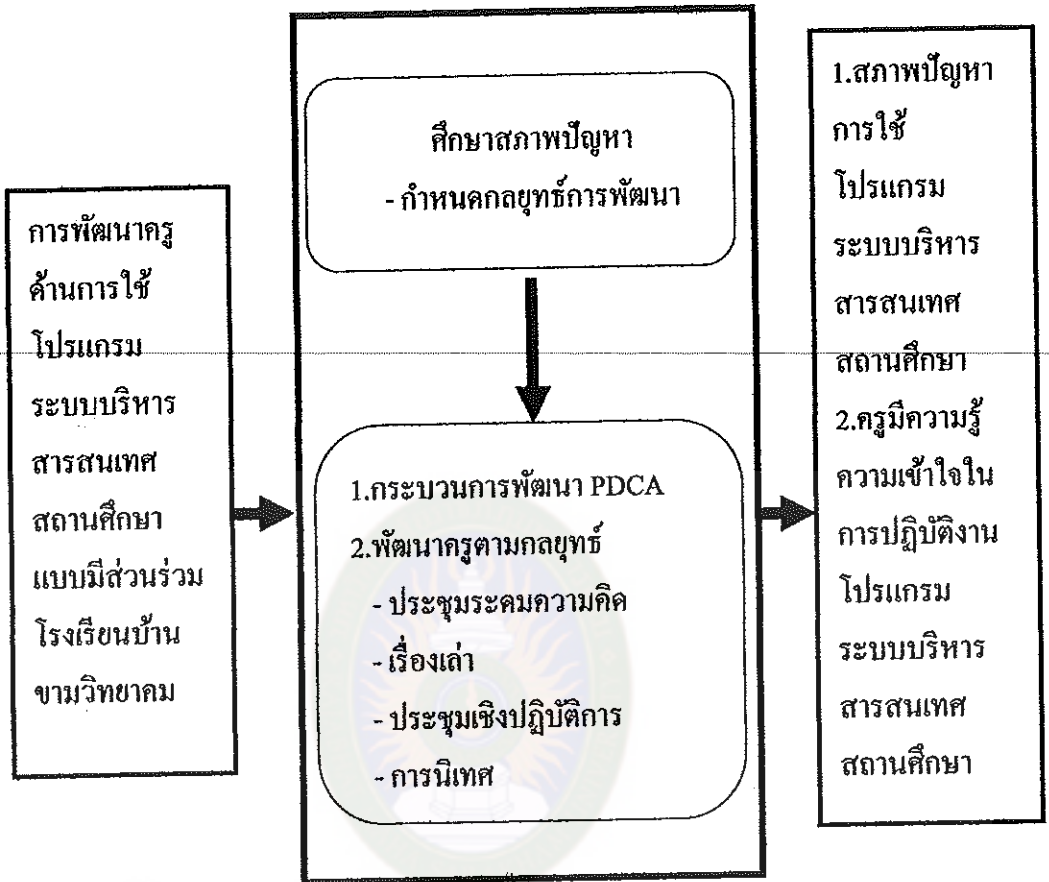 การพัฒนาครู
ด้านการใช้
โปรแกรม
ระบบบริหาร
สารสนเทศ
สถานศึกษา
แบบมีส่วนร่วม
โรงเรียนบ้าน
ขามวิทยาคม
ศึกษาสภาพปัญหา
- กำหนดกลยุทธ์การพัฒนา
1.กระบวนการพัฒนา PDCA
2.พัฒนาครูตามกลยุทธ์
- ประชุมระดมความคิด
- เรื่องเล่า
- ประชุมเชิงปฏิบัติการ
- การนิเทศ
1.สภาพปัญหา
การใช้
โปรแกรม
ระบบบริหาร
สารสนเทศ
สถานศึกษา
2.ครูมีความรู้
ความเข้าใจใน
การปฏิบัติงาน
โปรแกรม
ระบบบริหาร
สารสนเทศ
สถานศึกษา